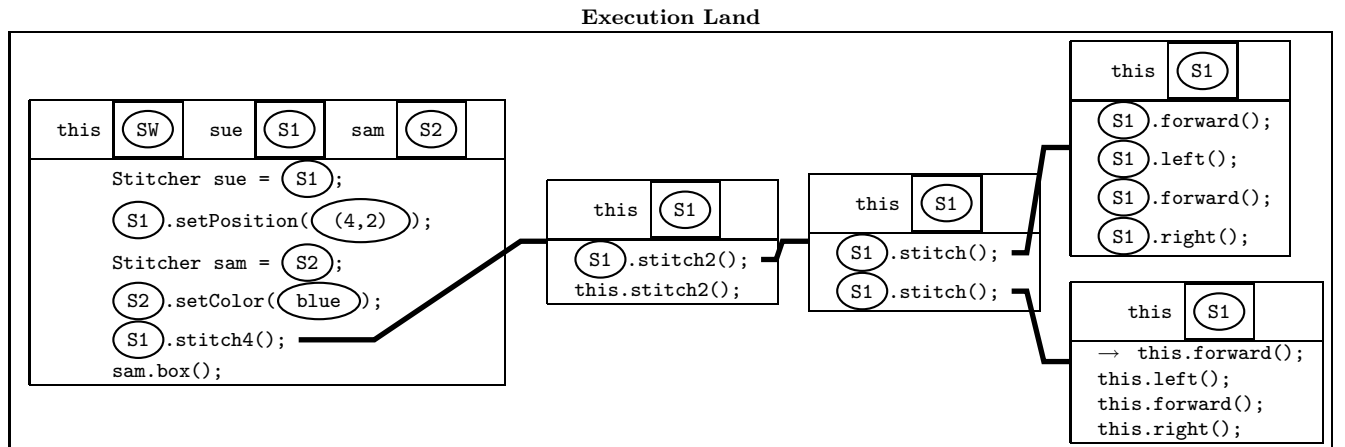 Execution Land
this SW sue S1 sam S2
Stitcher sue = S1;
S1.setPosition((4,2));
Stitcher sam = S2;
S2.setColor(blue);
S1.stitch4();
sam.box();
this S1
S1.stitch2();
this.stitch2();
this S1
S1.stitch();
S1.stitch();
this S1
S1.forward();
S1.left();
S1.forward();
S1.right();
this S1
→ this.forward();
this.left();
this.forward();
this.right();